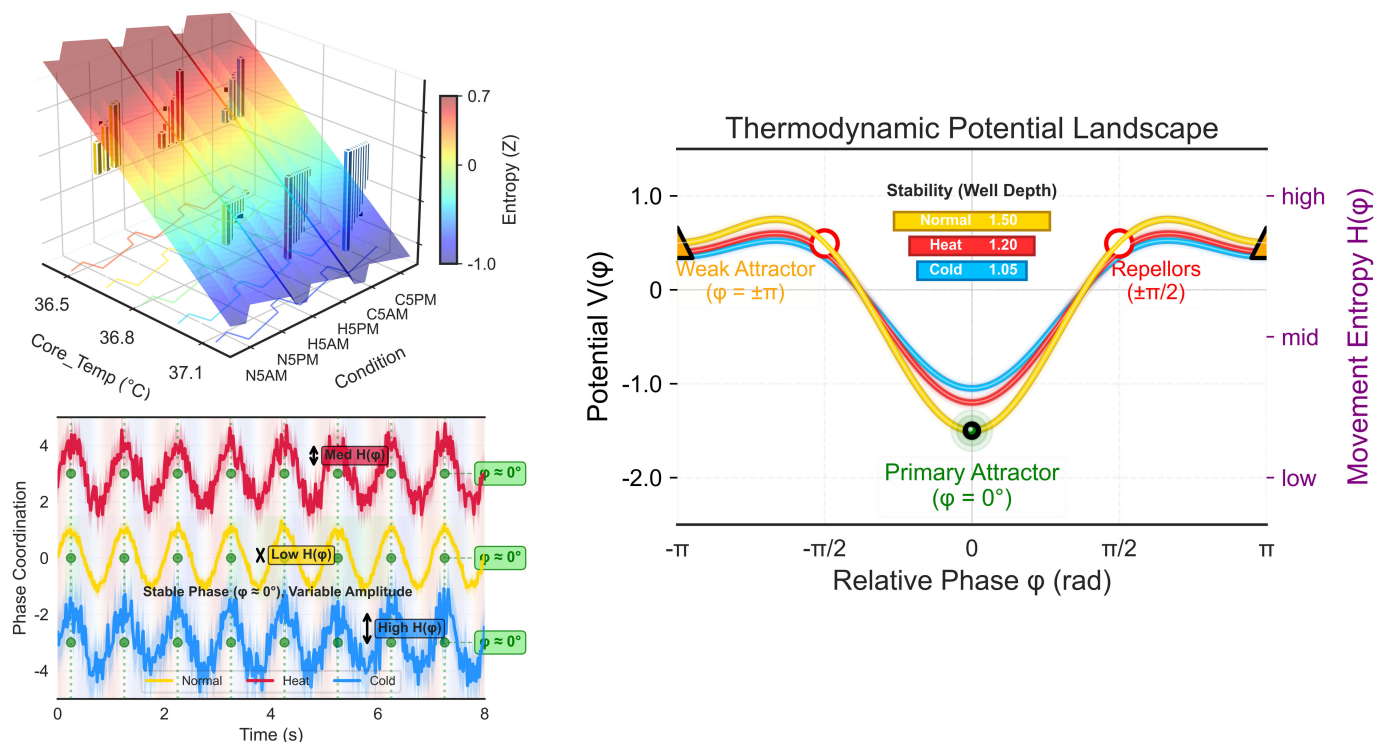 0.7
0
-1.0
Entropy (Z)
36.5
36.8
37.1
Core_Temp (°C)
N5AM
N5PM
H5AM
H5PM
C5AM
C5PM
Condition
4
2
0
-2
-4
Phase Coordination
Med H(φ)
φ ≈ 0°
Low H(φ)
φ ≈ 0°
Stable Phase (φ ≈ 0°), Variable Amplitude
High H(φ)
φ ≈ 0°
Normal Heat Cold
0 2 4 6 8
Time (s)
Thermodynamic Potential Landscape
Stability (Well Depth)
Normal 1.50
Heat 1.20
Cold 1.05
Weak Attractor
(φ = ±π)
Repellors
(±π/2)
Primary Attractor
(φ = 0°)
1.0
0
-1.0
-2.0
Potential V(φ)
high
mid
low
Movement Entropy H(φ)
-π -π/2 0 π/2 π
Relative Phase φ (rad)